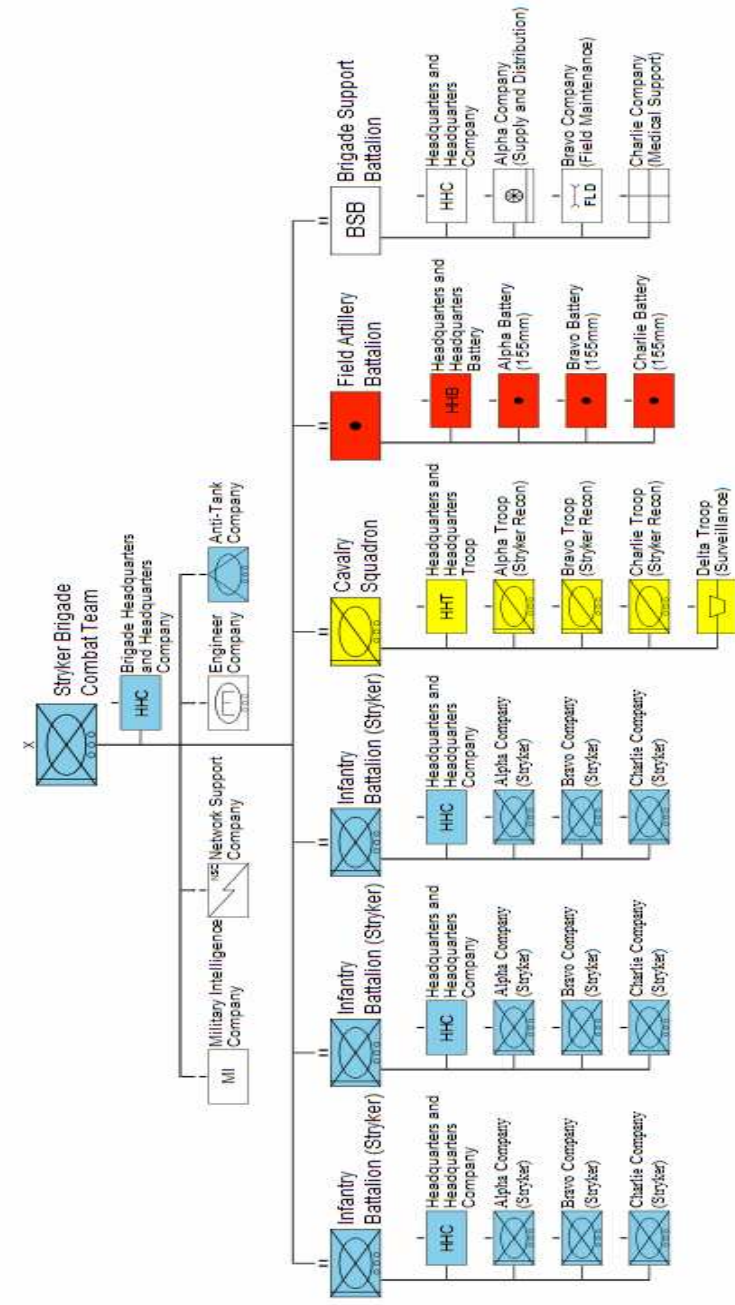 X
Stryker Brigade
Combat Team
HHC
Brigade Headquarters
and Headquarters
Company
MI
Military Intelligence
Company
NSC
Network Support
Company
Engineer
Company
Anti-Tank
Company
Infantry
Battalion (Stryker)
HHC
Headquarters and
Headquarters
Company
Alpha Company
(Stryker)
Bravo Company
(Stryker)
Charlie Company
(Stryker)
Infantry
Battalion (Stryker)
HHC
Headquarters and
Headquarters
Company
Alpha Company
(Stryker)
Bravo Company
(Stryker)
Charlie Company
(Stryker)
Infantry
Battalion (Stryker)
HHC
Headquarters and
Headquarters
Company
Alpha Company
(Stryker)
Bravo Company
(Stryker)
Charlie Company
(Stryker)
Cavalry
Squadron
HHT
Headquarters and
Headquarters
Troop
Alpha Troop
(Stryker Recon)
Bravo Troop
(Stryker Recon)
Charlie Troop
(Stryker Recon)
Delta Troop
(Surveillance)
Field Artillery
Battalion
HHB
Headquarters and
Headquarters
Battery
Alpha Battery
(155mm)
Bravo Battery
(155mm)
Charlie Battery
(155mm)
BSB
Brigade Support
Battalion
HHC
Headquarters and
Headquarters
Company
Alpha Company
(Supply and Distribution)
FLD
Bravo Company
(Field Maintenance)
Charlie Company
(Medical Support)